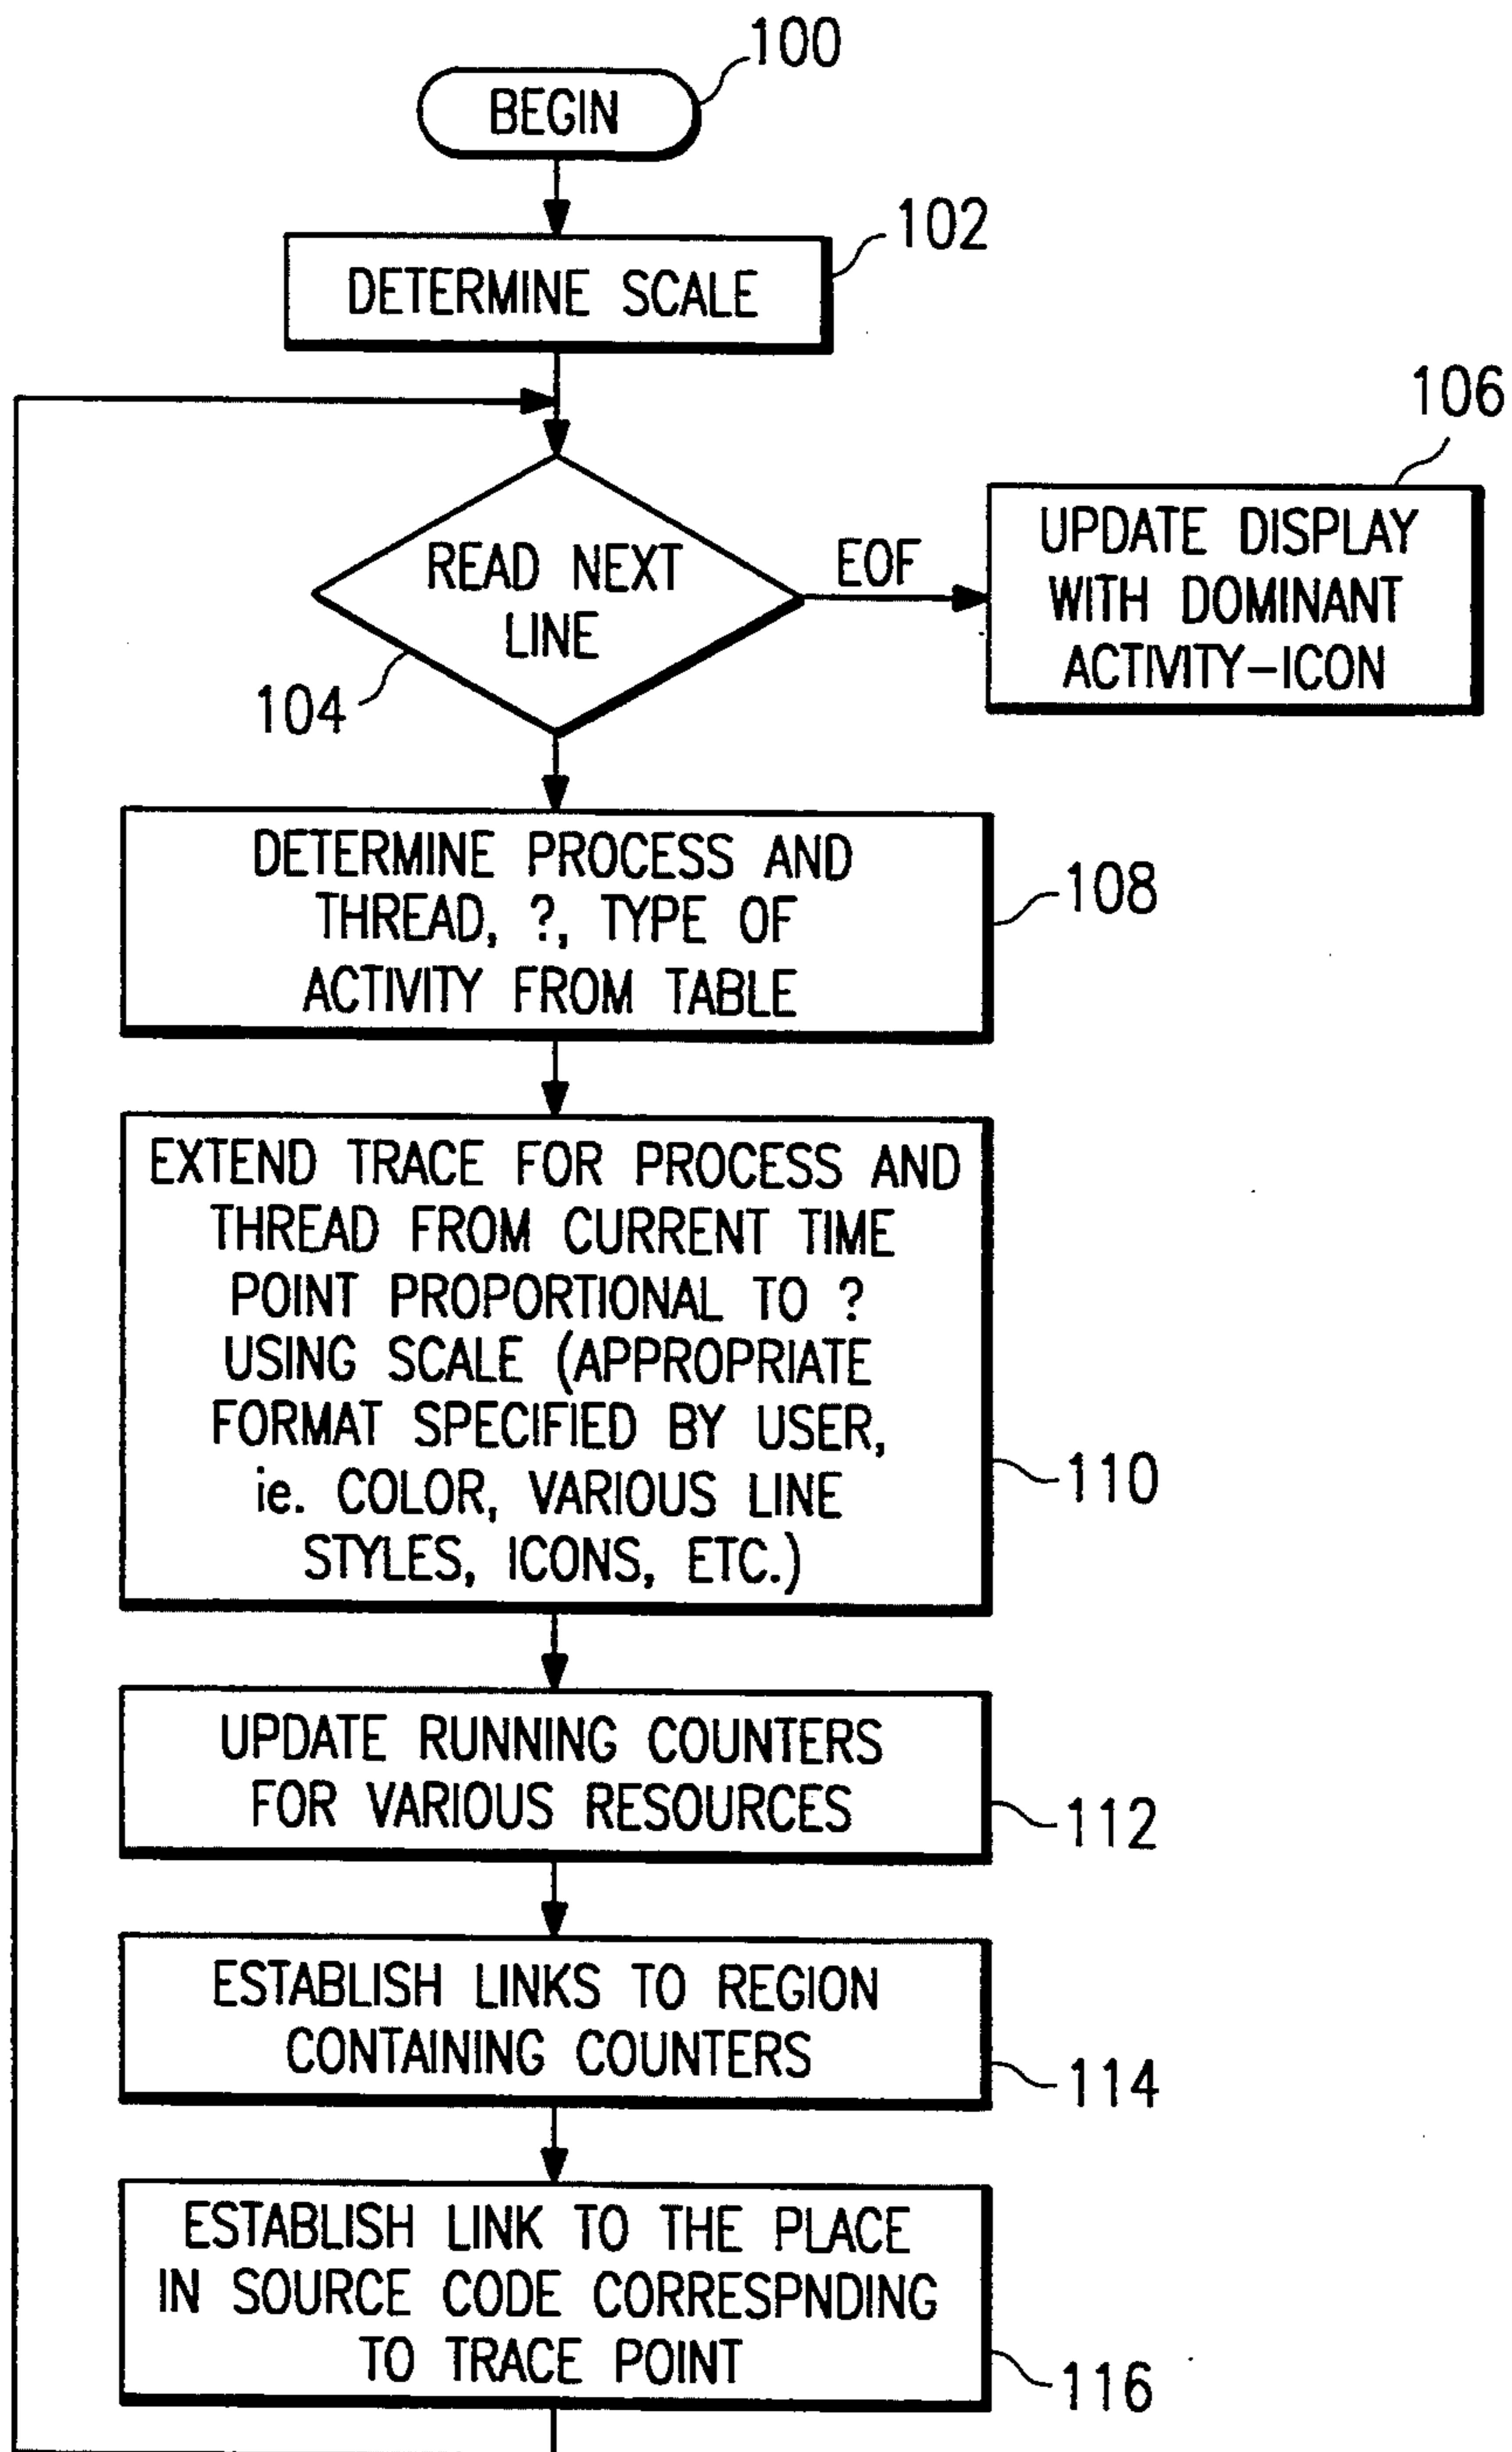 100
BEGIN
102
DETERMINE SCALE
106
READ NEXT
LINE
104
EOF
UPDATE DISPLAY
WITH DOMINANT
ACTIVITY-ICON
DETERMINE PROCESS AND
THREAD, ?, TYPE OF
ACTIVITY FROM TABLE
108
EXTEND TRACE FOR PROCESS AND
THREAD FROM CURRENT TIME
POINT PROPORTIONAL TO ?
USING SCALE (APPROPRIATE
FORMAT SPECIFIED BY USER,
ie. COLOR, VARIOUS LINE
STYLES, ICONS, ETC.)
110
UPDATE RUNNING COUNTERS
FOR VARIOUS RESOURCES
112
ESTABLISH LINKS TO REGION
CONTAINING COUNTERS
114
ESTABLISH LINK TO THE PLACE
IN SOURCE CODE CORRESPNDING
TO TRACE POINT
116